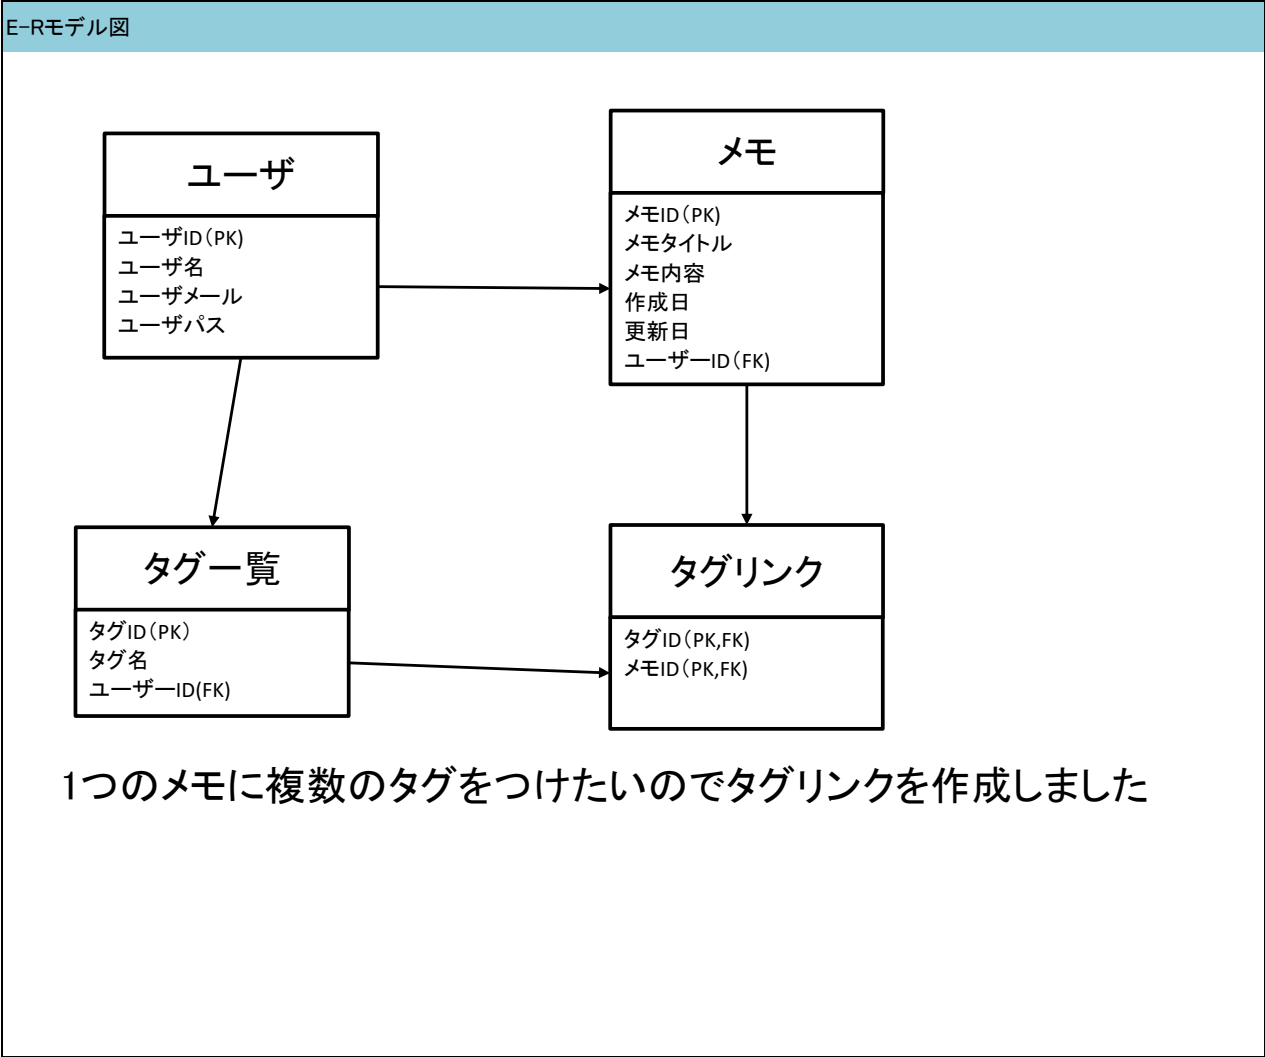 E-Rモデル図
ユーザ
ユーザID(PK)
ユーザ名
ユーザメール
ユーザパス
メモ
メモID(PK)
メモタイトル
メモ内容
作成日
更新日
ユーザーID(FK)
タグ一覧
タグID(PK)
タグ名
ユーザーID(FK)
タグリンク
タグID(PK,FK)
メモID(PK,FK)
1つのメモに複数のタグをつけたいのでタグリンクを作成しました